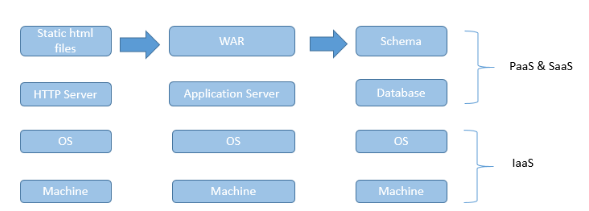 Static html
files
WAR
Schema
PaaS & SaaS
HTTP Server
Application Server
Database
OS
OS
OS
IaaS
Machine
Machine
Machine